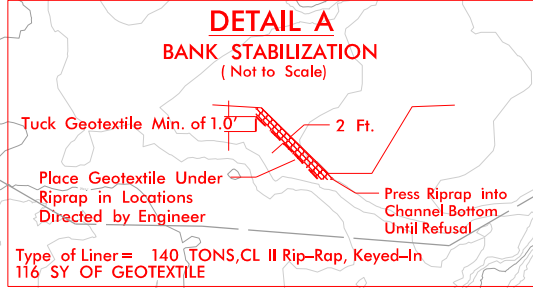 DETAIL A
BANK STABILIZATION
( Not to Scale)
Tuck Geotextile Min. of 1.0'
2 Ft.
Place Geotextile Under
Riprap in Locations
Directed by Engineer
Press Riprap into
Channel Bottom
Until Refusal
Type of Liner= 140 TONS,CL II Rip-Rap, Keyed-In
116 SY OF GEOTEXTILE